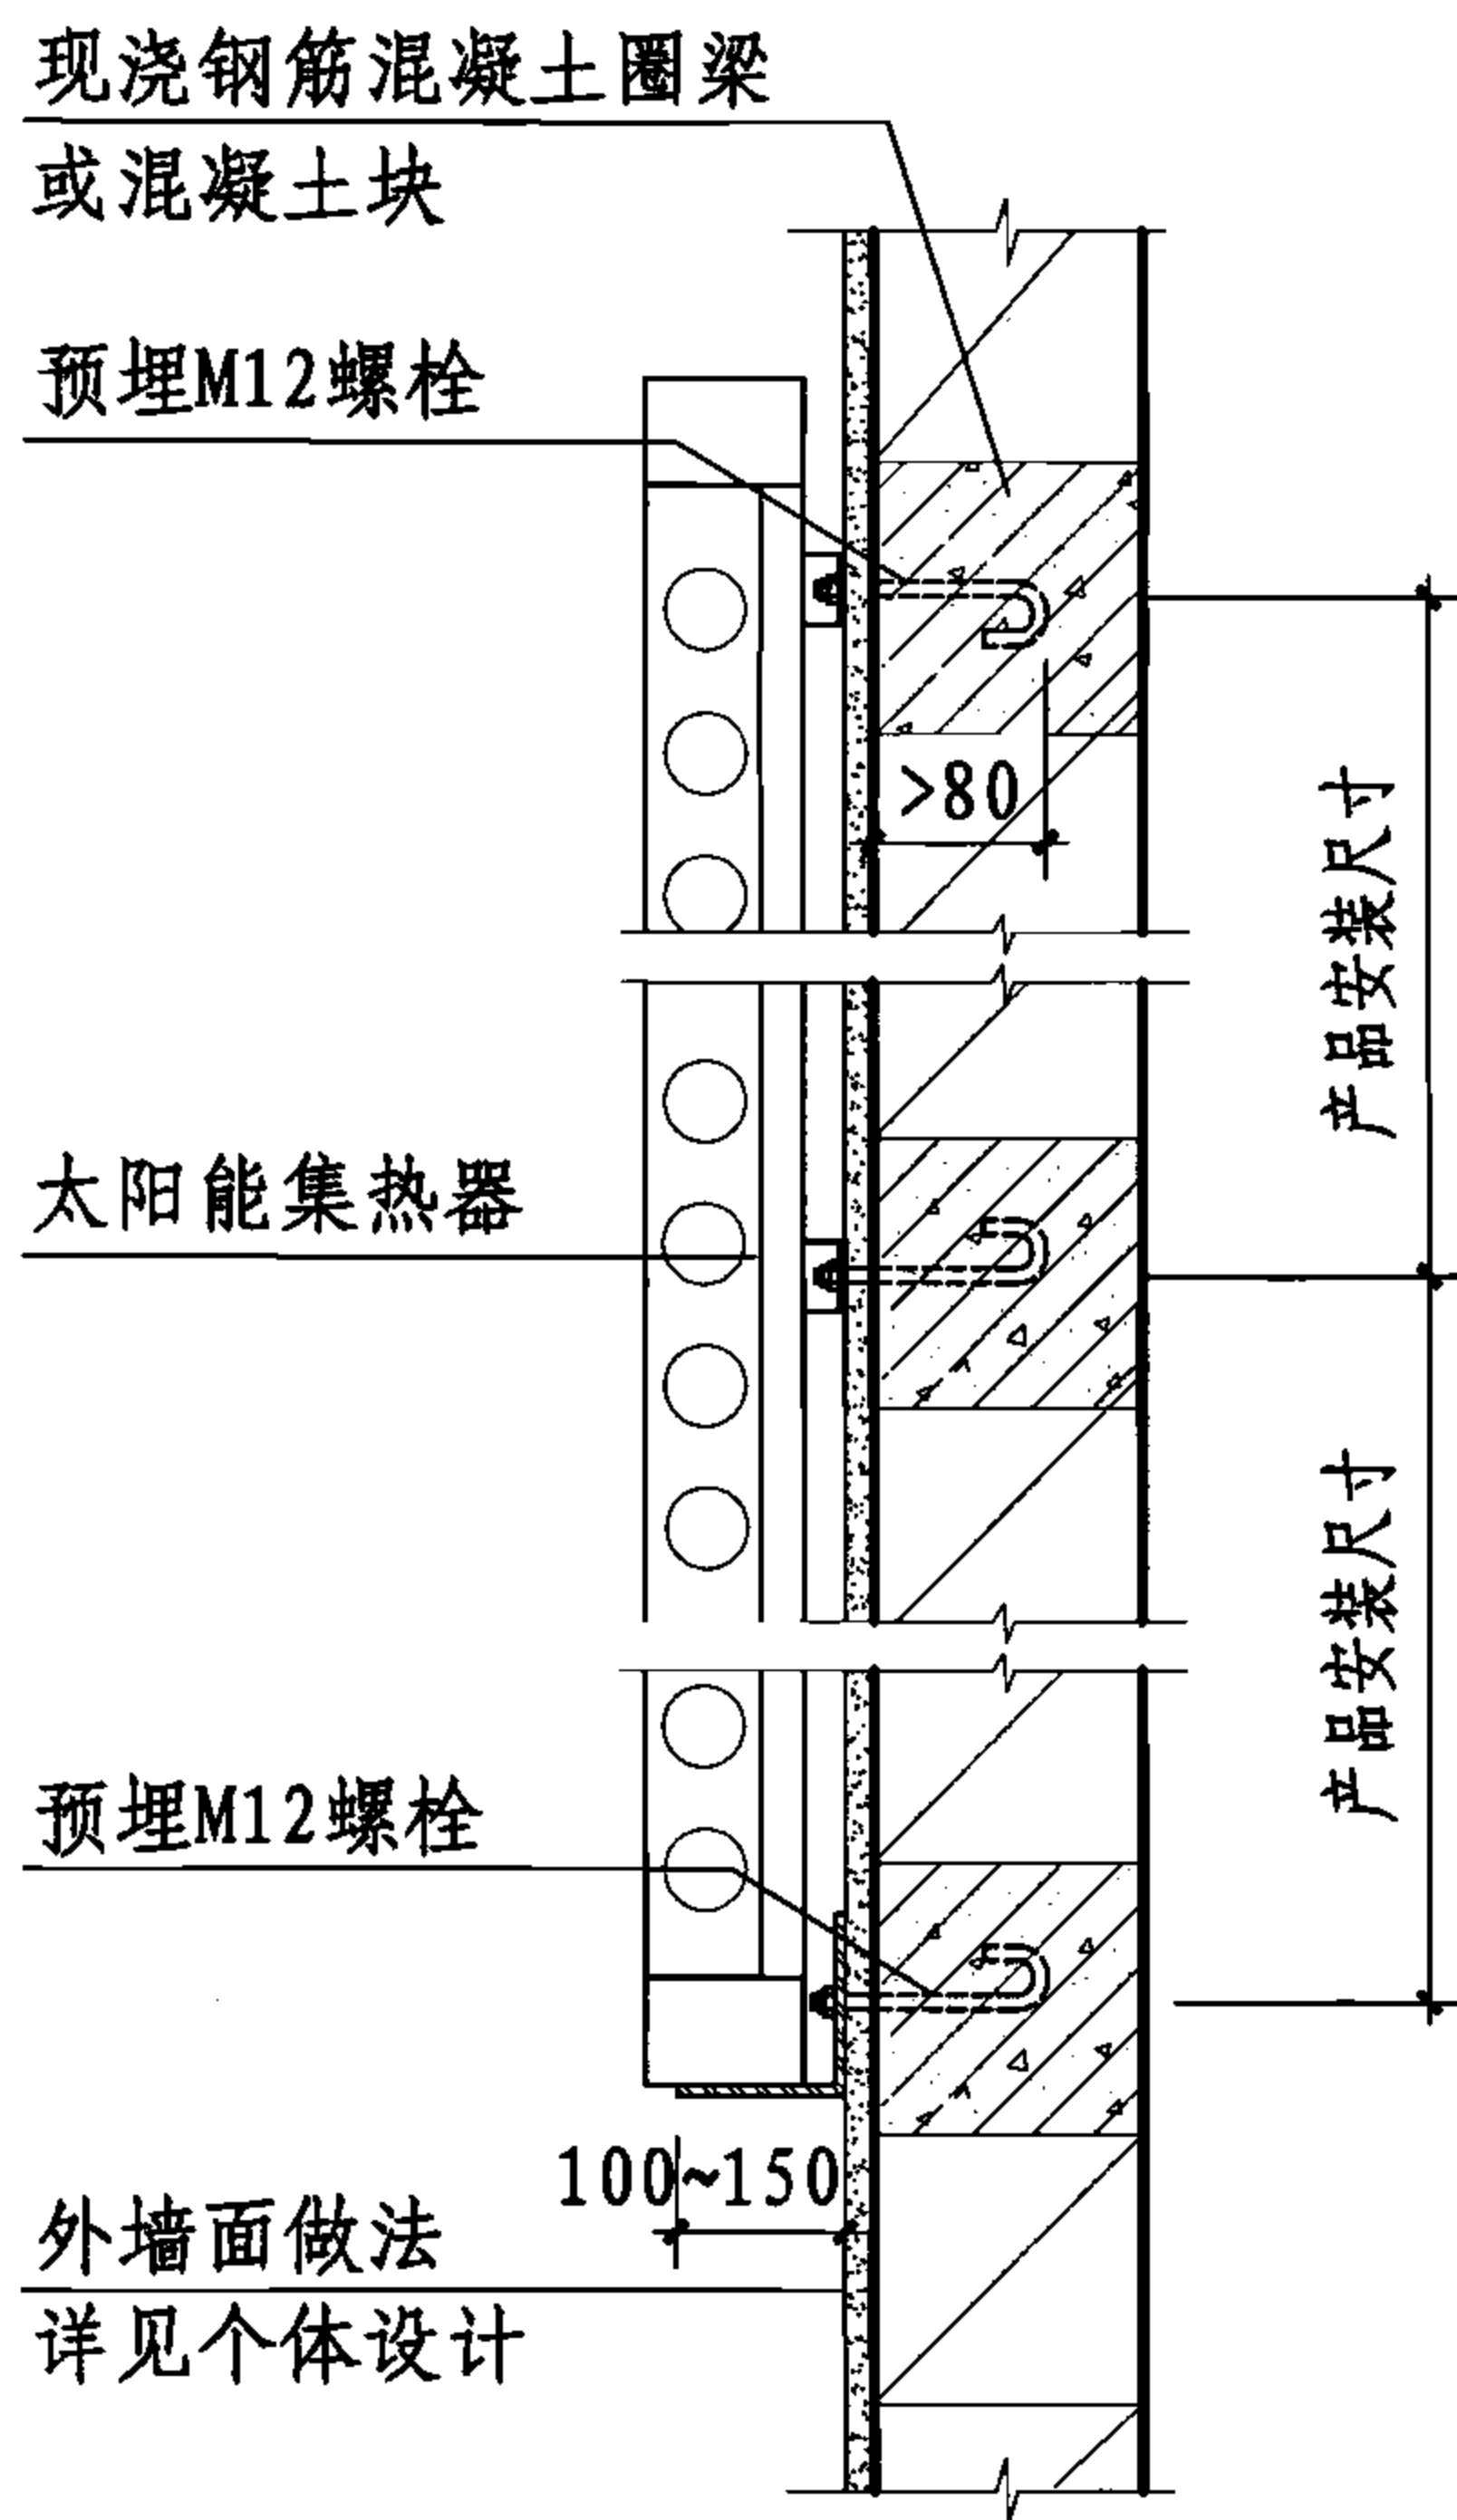 现浇钢筋混凝土圈梁
或混凝土块
预埋M12螺栓
>80
产品安装尺寸
太阳能集热器
产品安装尺寸
预埋M12螺栓
100~150
外墙面做法
详见个体设计